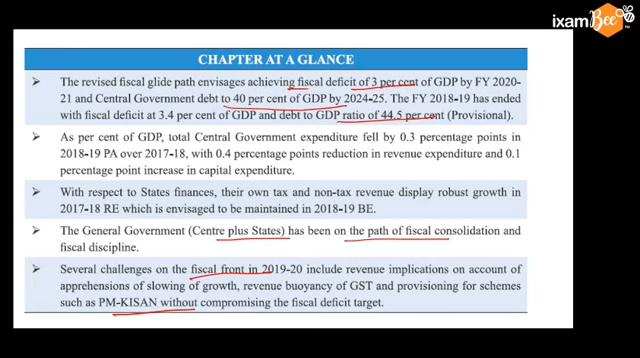 ixamBee
CHAPTER AT A GLANCE
➢ The revised fiscal glide path envisages achieving fiscal deficit of 3 per cent of GDP by FY 2020-
21 and Central Government debt to 40 per cent of GDP by 2024-25. The FY 2018-19 has ended
with fiscal deficit at 3.4 per cent of GDP and debt to GDP ratio of 44.5 per cent (Provisional).
➢ As per cent of GDP, total Central Government expenditure fell by 0.3 percentage points in
2018-19 PA over 2017-18, with 0.4 percentage points reduction in revenue expenditure and 0.1
percentage point increase in capital expenditure.
➢ With respect to States finances, their own tax and non-tax revenue display robust growth in
2017-18 RE which is envisaged to be maintained in 2018-19 BE.
➢ The General Government (Centre plus States) has been on the path of fiscal consolidation and
fiscal discipline.
➢ Several challenges on the fiscal front in 2019-20 include revenue implications on account of
apprehensions of slowing of growth, revenue buoyancy of GST and provisioning for schemes
such as PM-KISAN without compromising the fiscal deficit target.